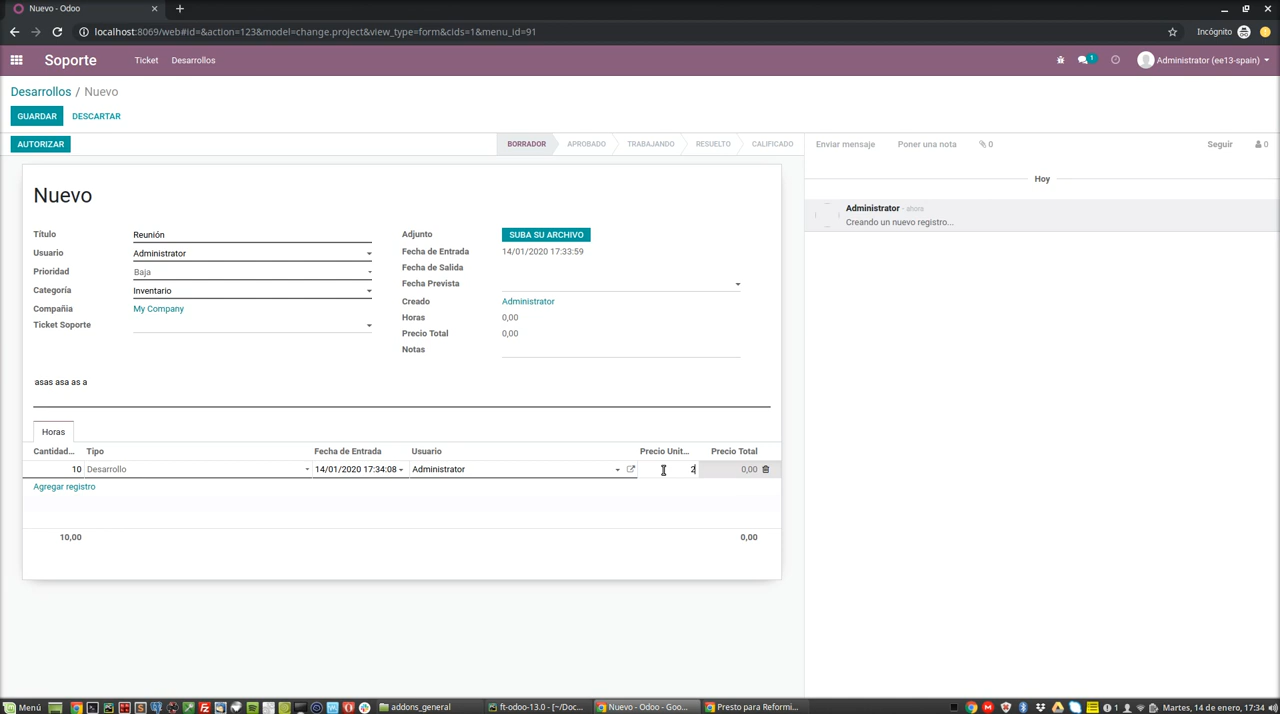 Nuevo - Odoo
localhost:8069/web#id=&action=123&model=change.project&view_type=form&cids=1&menu_id=91
Incógnito
Soporte
Ticket
Desarrollos
1
Administrator (ee13-spain)
Desarrollos / Nuevo
GUARDAR
DESCARTAR
AUTORIZAR
BORRADOR
APROBADO
TRABAJANDO
RESUELTO
CALIFICADO
Enviar mensaje
Poner una nota
0
Seguir
0
Hoy
Administrator - ahora
Creando un nuevo registro...
Nuevo
Título Reunión
Usuario Administrator
Prioridad Baja
Categoría Inventario
Compañia My Company
Ticket Soporte
Adjunto SUBA SU ARCHIVO
Fecha de Entrada 14/01/2020 17:33:59
Fecha de Salida
Fecha Prevista
Creado Administrator
Horas 0,00
Precio Total 0,00
Notas
asas asa as a
Horas
Cantidad... Tipo Fecha de Entrada Usuario Precio Unit... Precio Total
10 Desarrollo 14/01/2020 17:34:08 Administrator 2 0,00
Agregar registro
10,00 0,00
Menú
addons_general
ft-odoo-13.0 - [~/Doc...
Nuevo - Odoo - Goo...
Presto para Reformi...
1
Martes, 14 de enero, 17:34